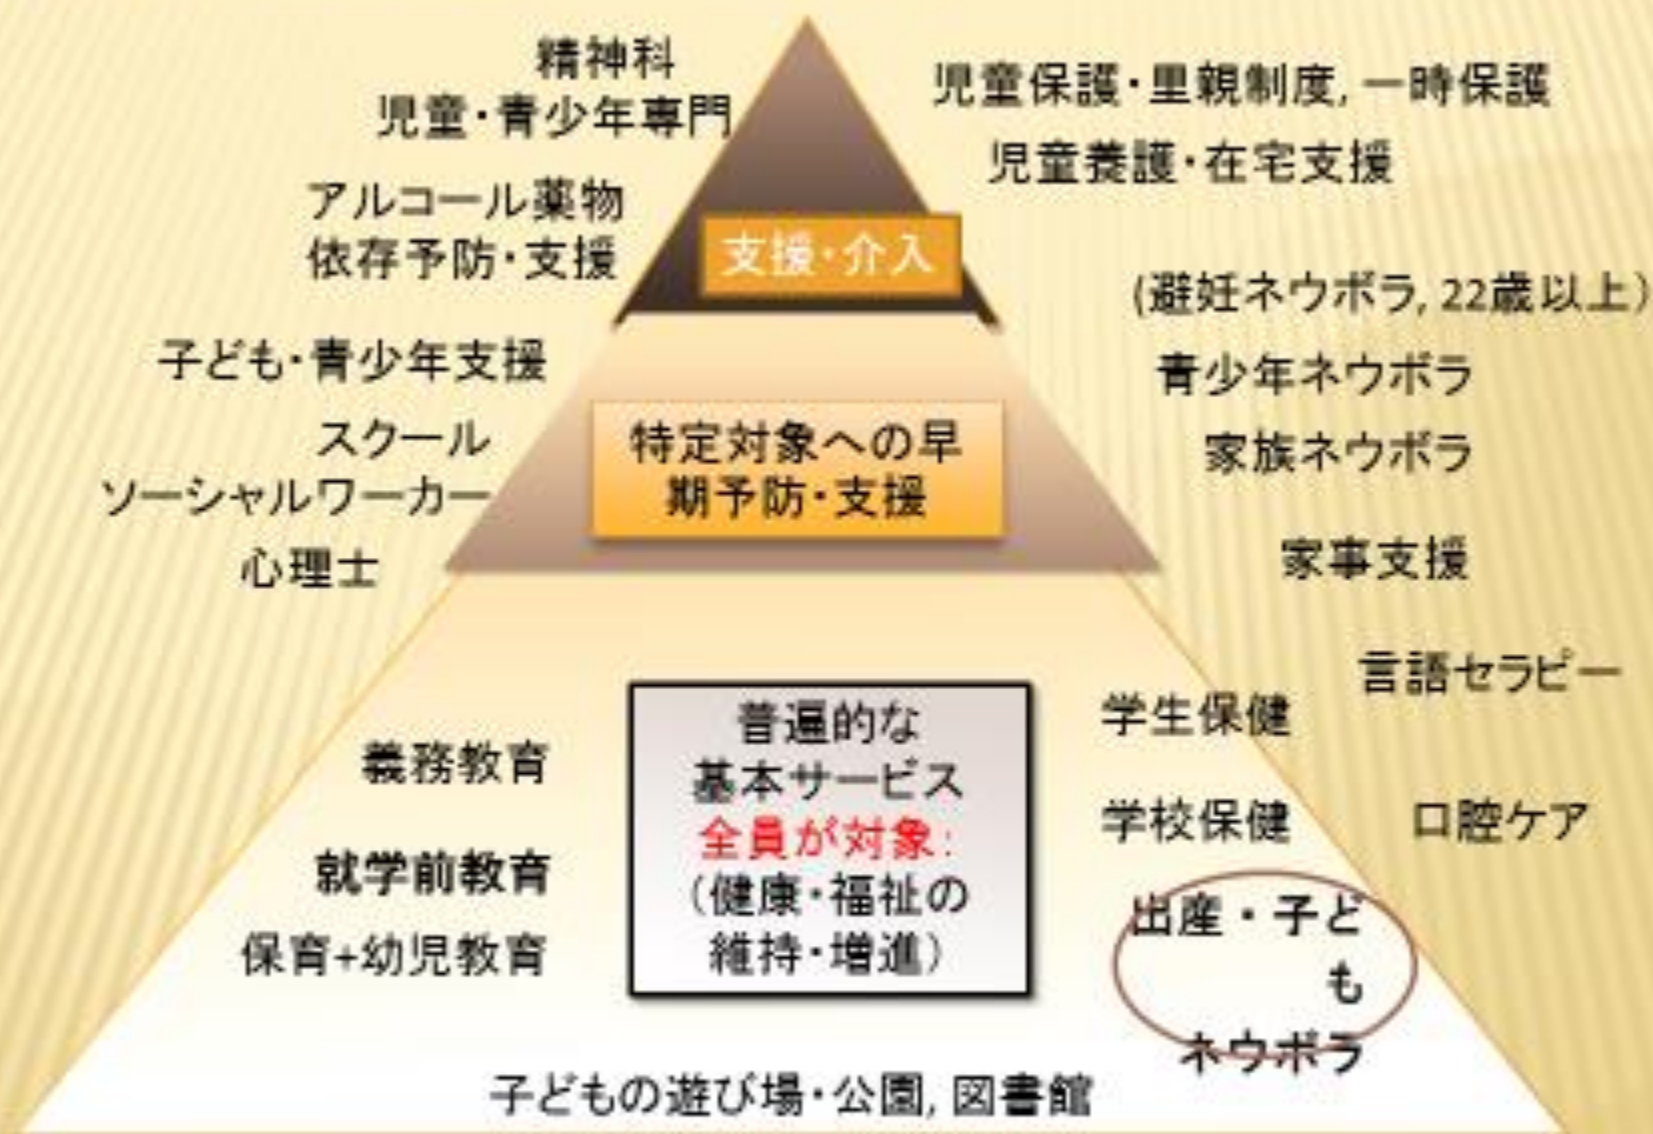 精神科
児童・青少年専門
児童保護・里親制度, 一時保護
児童養護・在宅支援
アルコール薬物
依存予防・支援
支援・介入
(避妊ネウボラ, 22歳以上)
子ども・青少年支援
青少年ネウボラ
スクール
ソーシャルワーカー
特定対象への早
期予防・支援
家族ネウボラ
心理士
家事支援
言語セラピー
普遍的な
基本サービス
全員が対象:
(健康・福祉の
維持・増進)
学生保健
義務教育
学校保健
口腔ケア
就学前教育
保育+幼児教育
出産・子ど
も
ネウボラ
子どもの遊び場・公園, 図書館